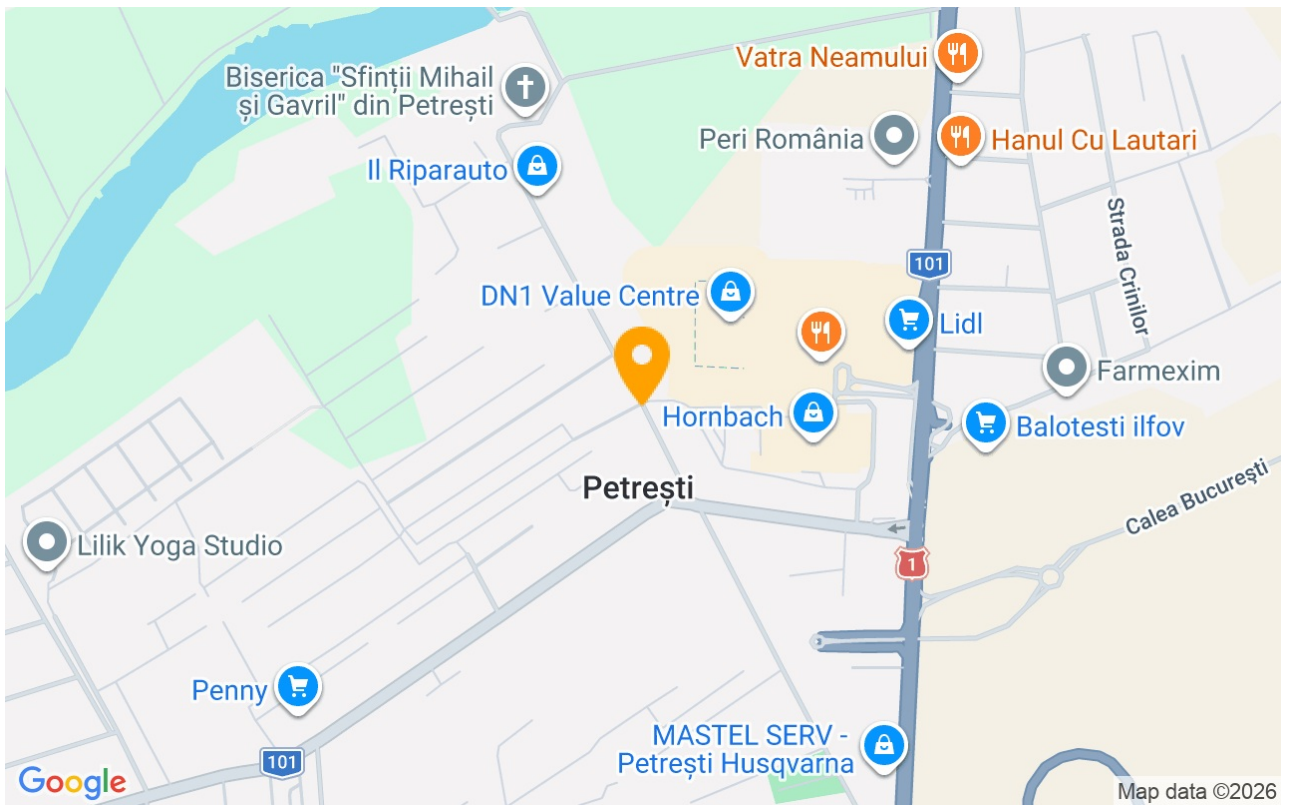 Vatra Neamului
Biserica "Sfinții Mihail
și Gavril" din Petrești
Peri România
Hanul Cu Lautari
Il Riparauto
Strada Crinilor
101
DN1 Value Centre
Lidl
Farmexim
Hornbach
Balotesti ilfov
Petrești
Calea București
Lilik Yoga Studio
1
Penny
MASTEL SERV -
Petrești Husqvarna
101
Google
Map data ©2026